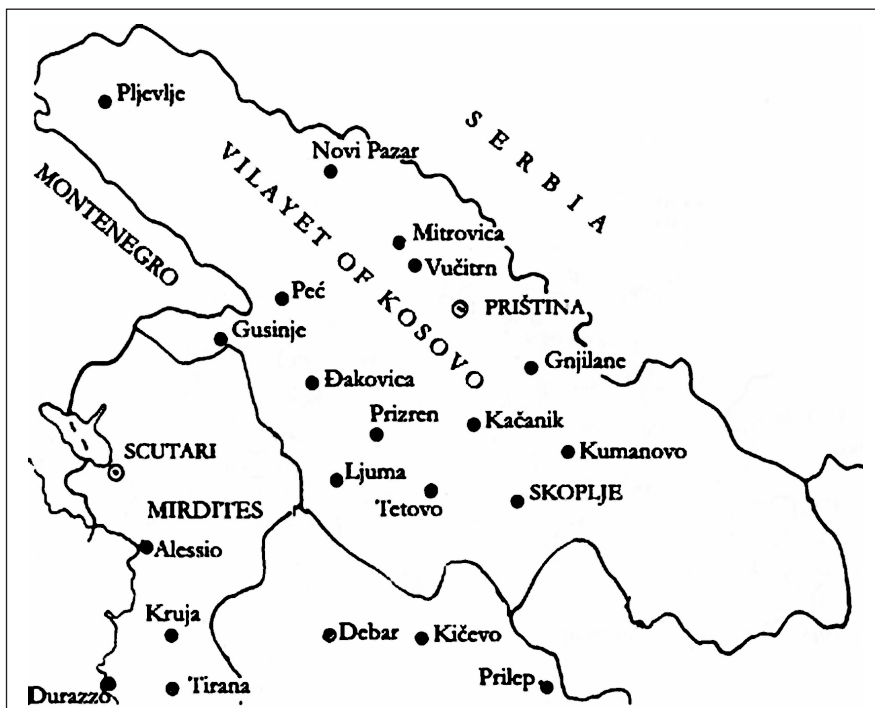 Pljevlje
SERBIA
Novi Pazar
MONTENEGRO
VILAYET OF KOSOVO
Mitrovica
Vučitrn
Peć
PRIŠTINA
Gusinje
Gnjilane
Đakovica
Prizren
Kačanik
SCUTARI
Kumanovo
Ljuma
Tetovo
SKOPLJE
MIRDITES
Alessio
Kruja
Debar
Kičevo
Prilep
Tirana
Durazzo